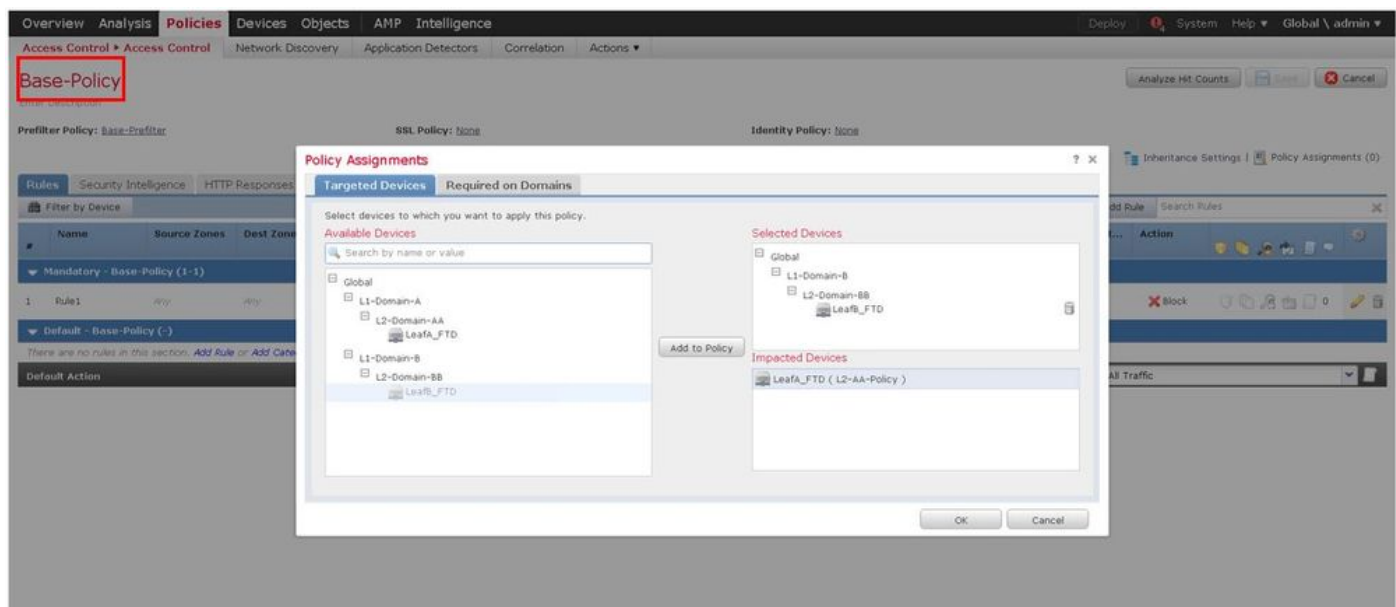 Overview Analysis Policies Devices Objects AMP Intelligence Deploy System Help Global \ admin
Access Control ▸ Access Control Network Discovery Application Detectors Correlation Actions
Base-Policy
Enter Description
Analyze Hit Counts Save Cancel
Prefilter Policy: Base-Prefilter SSL Policy: None Identity Policy: None
Inheritance Settings | Policy Assignments (0)
Policy Assignments ? ×
Rules Security Intelligence HTTP Responses
Targeted Devices Required on Domains
Filter by Device dd Rule Search Rules
Select devices to which you want to apply this policy.
Available Devices
Search by name or value
Global
L1-Domain-A
L2-Domain-AA
LeafA_FTD
L1-Domain-B
L2-Domain-BB
LeafB_FTD
Add to Policy
Selected Devices
Global
L1-Domain-B
L2-Domain-BB
LeafB_FTD
Impacted Devices
LeafA_FTD ( L2-AA-Policy )
OK Cancel
# Name Source Zones Dest Zone Action
Mandatory - Base-Policy (1-1)
1 Rule1 Any Any Block 0
Default - Base-Policy (-)
There are no rules in this section. Add Rule or Add Cate
Default Action All Traffic